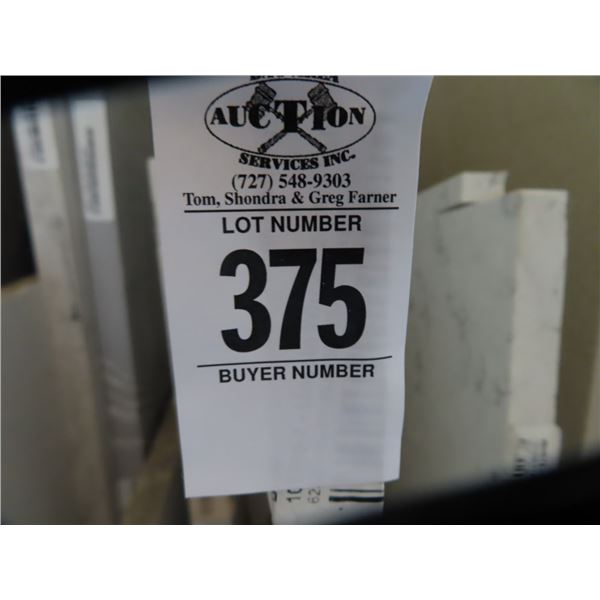 AUCTION
SERVICES INC.
(727) 548-9303
Tom, Shondra & Greg Farner
LOT NUMBER
375
BUYER NUMBER